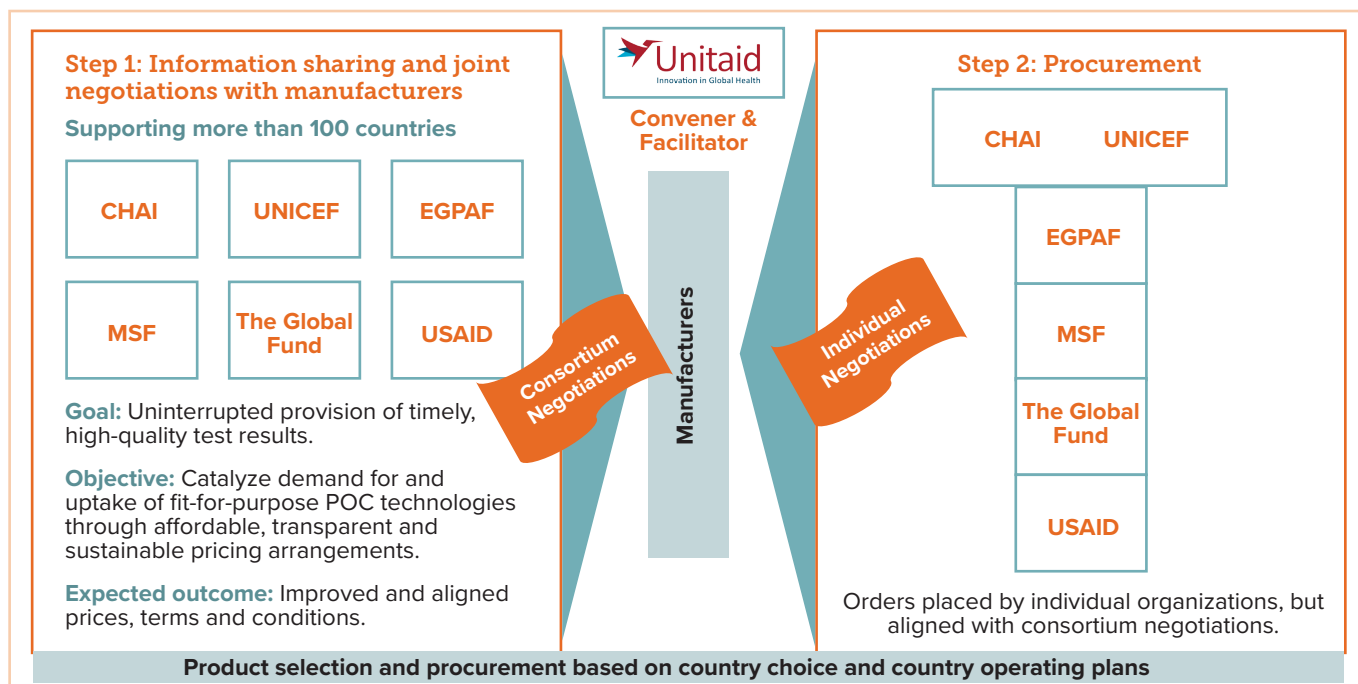 Step 1: Information sharing and joint
negotiations with manufacturers
Supporting more than 100 countries
CHAI
UNICEF
EGPAF
MSF
The Global
Fund
USAID
Goal: Uninterrupted provision of timely,
high-quality test results.
Objective: Catalyze demand for and
uptake of fit-for-purpose POC technologies
through affordable, transparent and
sustainable pricing arrangements.
Expected outcome: Improved and aligned
prices, terms and conditions.
Consortium
Negotiations
Unitaid
Innovation in Global Health
Convener &
Facilitator
Manufacturers
Individual
Negotiations
Step 2: Procurement
CHAI UNICEF
EGPAF
MSF
The Global
Fund
USAID
Orders placed by individual organizations, but
aligned with consortium negotiations.
Product selection and procurement based on country choice and country operating plans